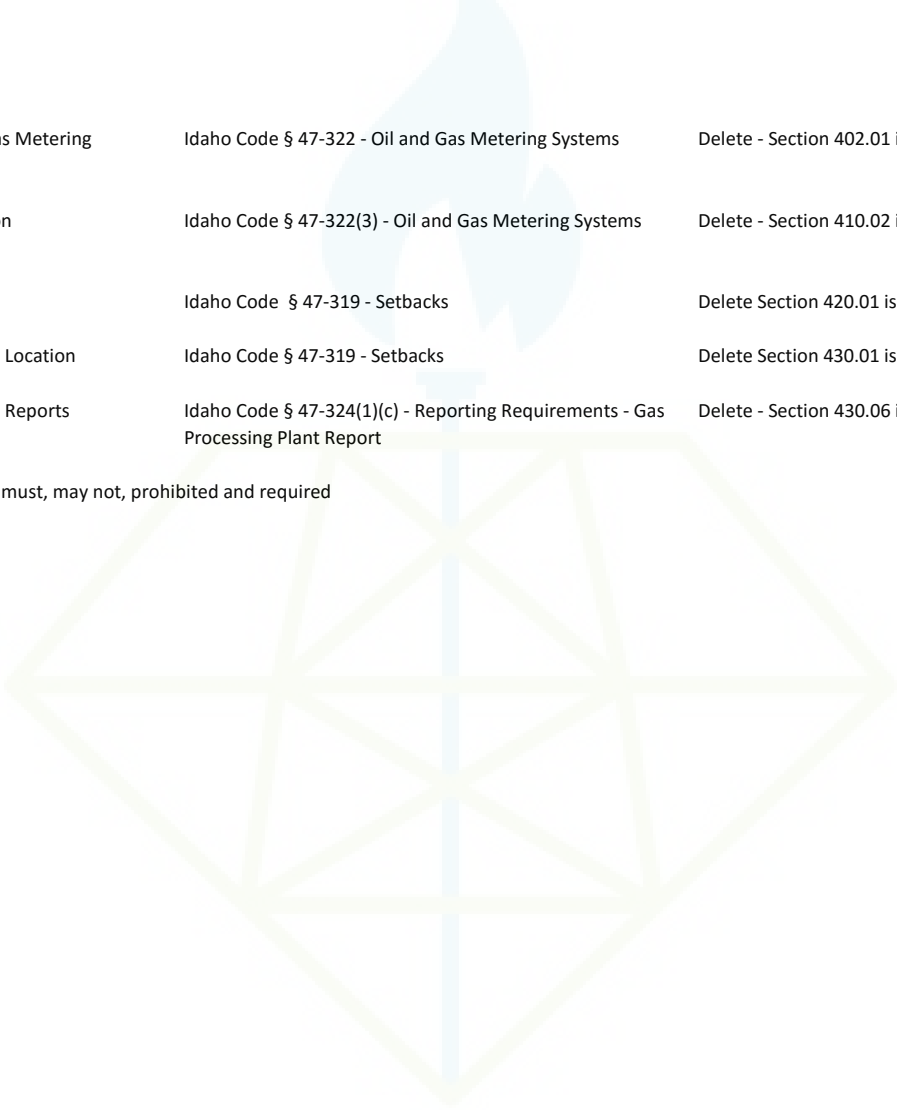 s Metering Idaho Code § 47-322 - Oil and Gas Metering Systems Delete - Section 402.01 i
n Idaho Code § 47-322(3) - Oil and Gas Metering Systems Delete - Section 410.02 i
Idaho Code  § 47-319 - Setbacks Delete Section 420.01 is
Location Idaho Code § 47-319 - Setbacks Delete Section 430.01 is
Reports Idaho Code § 47-324(1)(c) - Reporting Requirements - Gas Delete - Section 430.06 i
Processing Plant Report
must, may not, prohibited and required